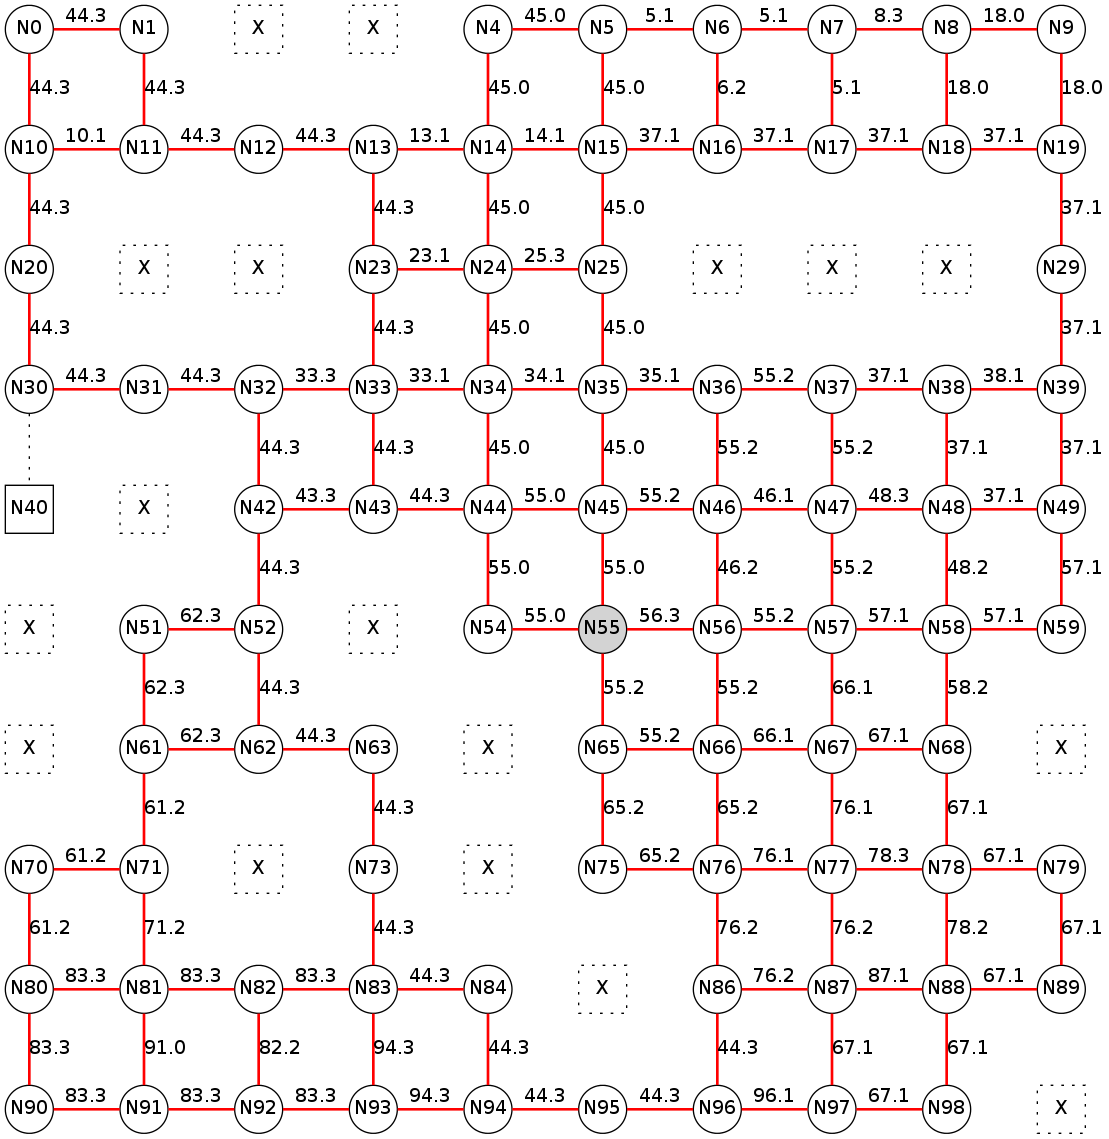 N0 44.3 N1 X X N4 45.0 N5 5.1 N6 5.1 N7 8.3 N8 18.0 N9
44.3 44.3 45.0 45.0 6.2 5.1 18.0 18.0
N10 10.1 N11 44.3 N12 44.3 N13 13.1 N14 14.1 N15 37.1 N16 37.1 N17 37.1 N18 37.1 N19
44.3 44.3 45.0 45.0 37.1
N20 X X N23 23.1 N24 25.3 N25 X X X N29
44.3 44.3 45.0 45.0 37.1
N30 44.3 N31 44.3 N32 33.3 N33 33.1 N34 34.1 N35 35.1 N36 55.2 N37 37.1 N38 38.1 N39
44.3 44.3 45.0 45.0 55.2 55.2 37.1 37.1
N40 X N42 43.3 N43 44.3 N44 55.0 N45 55.2 N46 46.1 N47 48.3 N48 37.1 N49
44.3 55.0 55.0 46.2 55.2 48.2 57.1
X N51 62.3 N52 X N54 55.0 N55 56.3 N56 55.2 N57 57.1 N58 57.1 N59
62.3 44.3 55.2 55.2 66.1 58.2
X N61 62.3 N62 44.3 N63 X N65 55.2 N66 66.1 N67 67.1 N68 X
61.2 44.3 65.2 65.2 76.1 67.1
N70 61.2 N71 X N73 X N75 65.2 N76 76.1 N77 78.3 N78 67.1 N79
61.2 71.2 44.3 76.2 76.2 78.2 67.1
N80 83.3 N81 83.3 N82 83.3 N83 44.3 N84 X N86 76.2 N87 87.1 N88 67.1 N89
83.3 91.0 82.2 94.3 44.3 44.3 67.1 67.1
N90 83.3 N91 83.3 N92 83.3 N93 94.3 N94 44.3 N95 44.3 N96 96.1 N97 67.1 N98 X